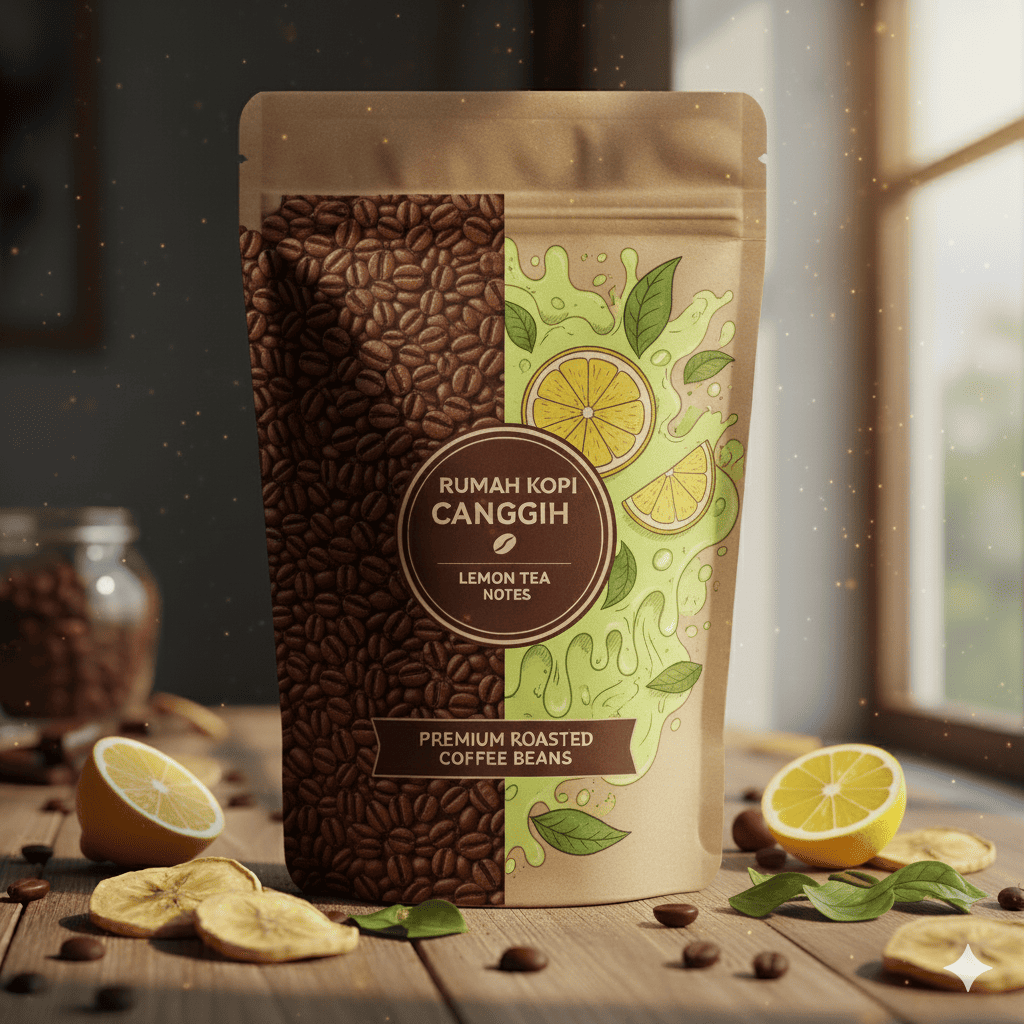 RUMAH KOPI
CANGGIH
LEMON TEA
NOTES
PREMIUM ROASTED
COFFEE BEANS